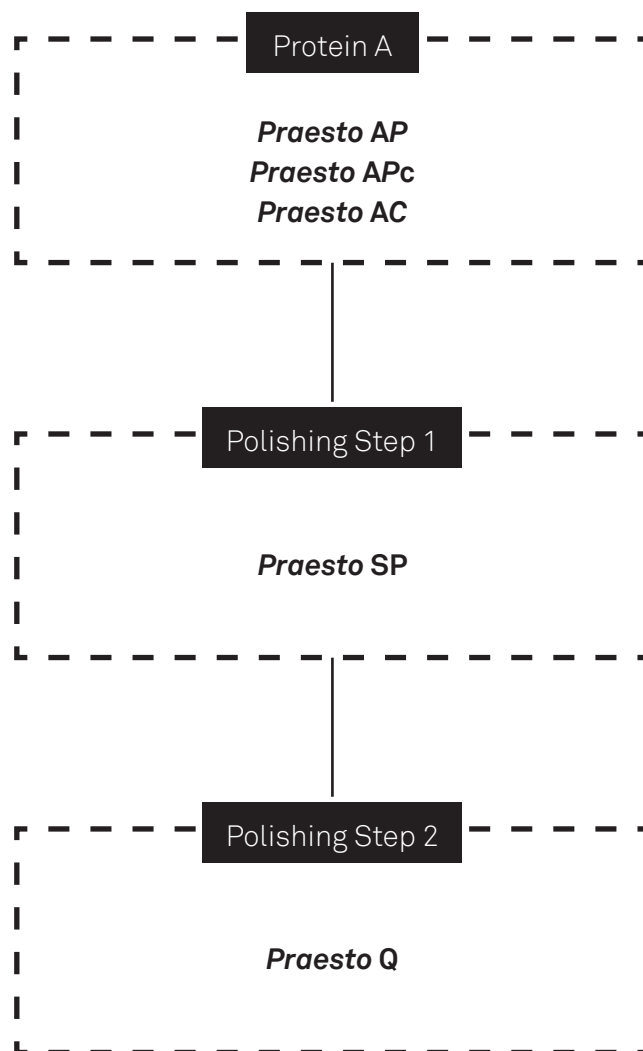 Protein A
Praesto AP
Praesto APc
Praesto AC
Polishing Step 1
Praesto SP
Polishing Step 2
Praesto Q